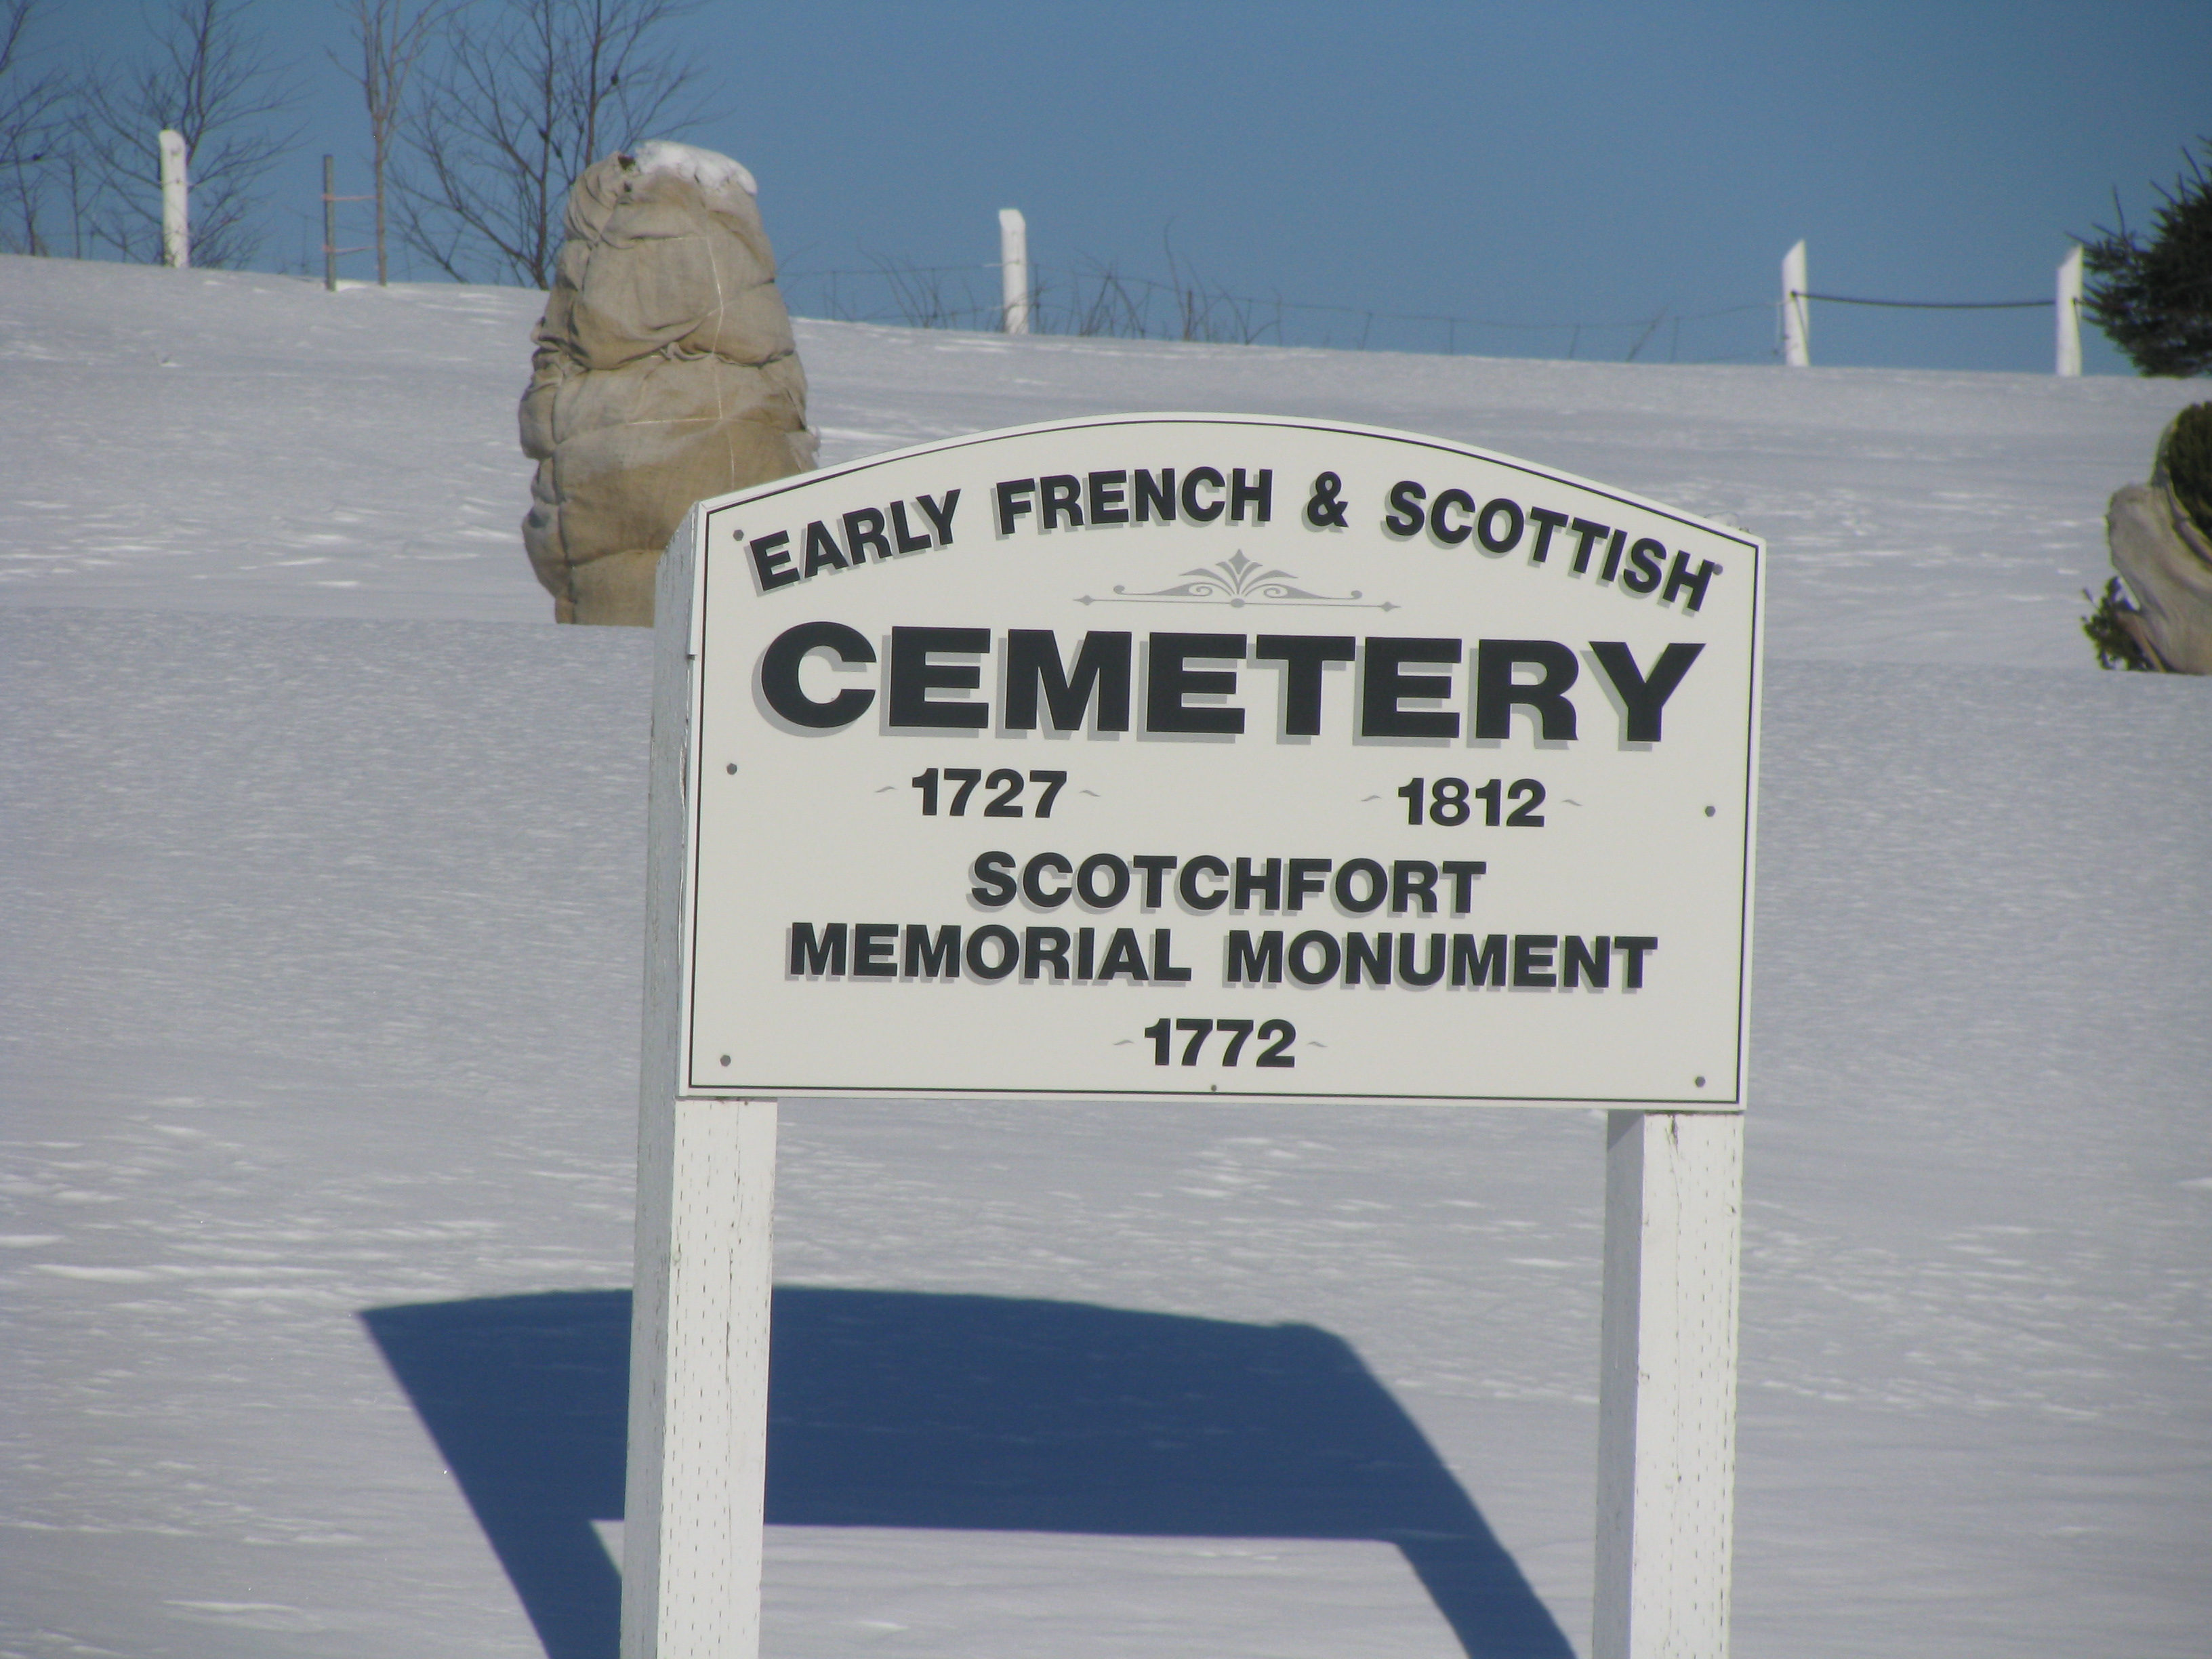 EARLY FRENCH & SCOTTISH
CEMETERY
~1727~ ~1812~
SCOTCHFORT
MEMORIAL MONUMENT
~1772~